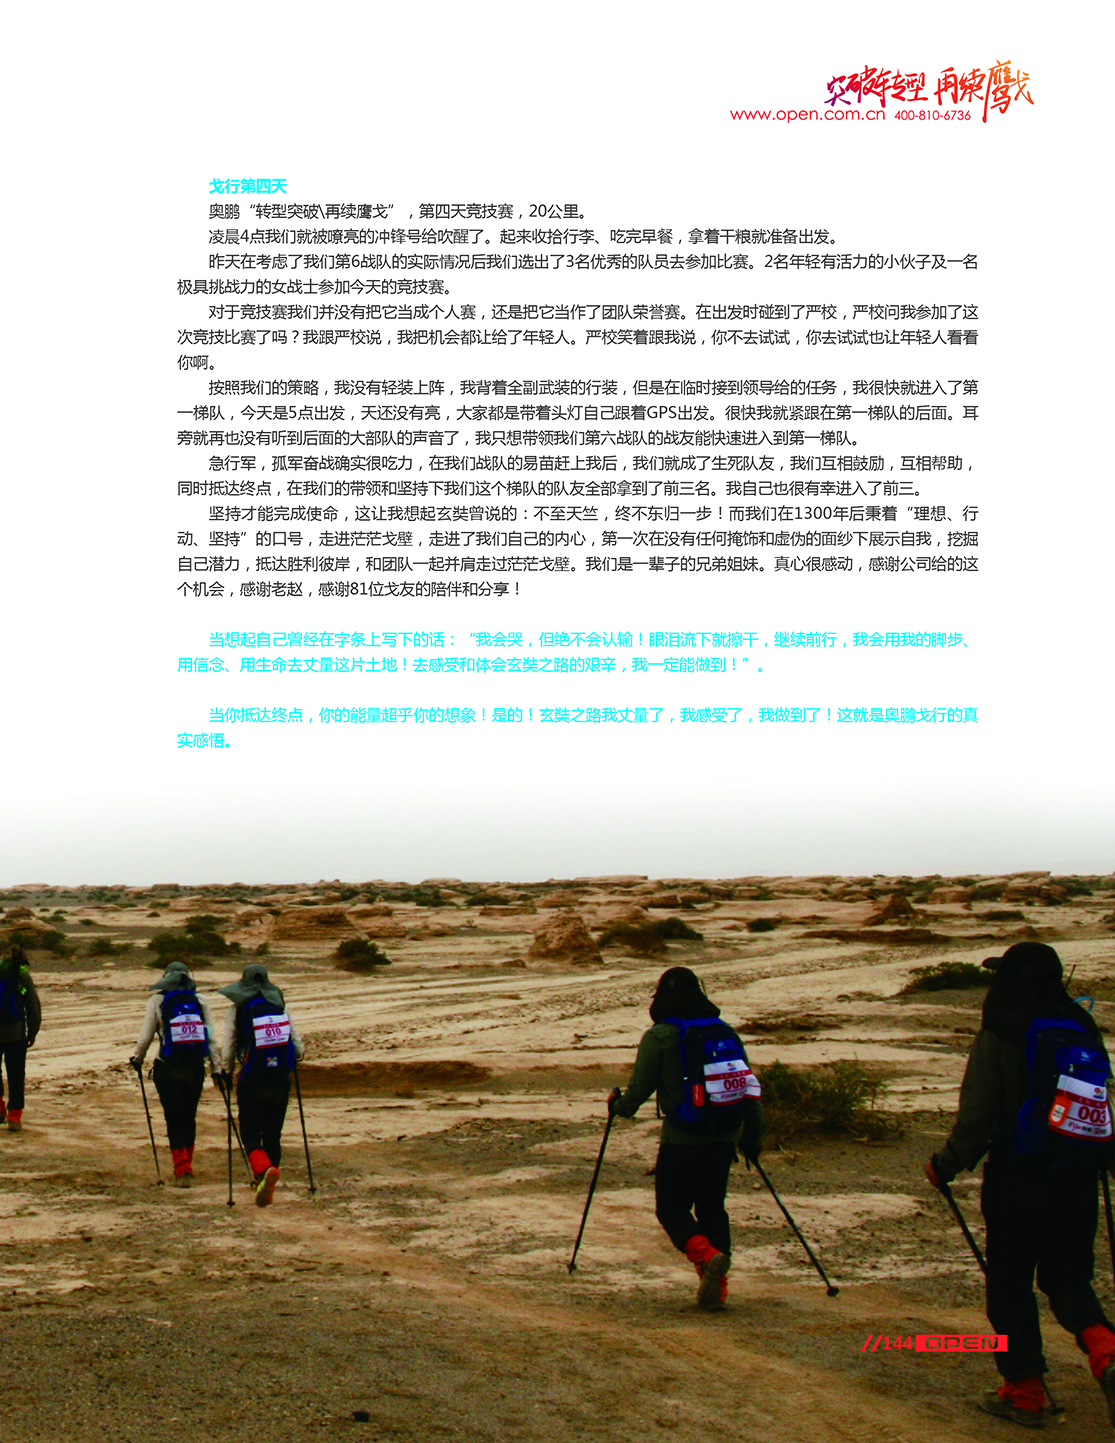 突破转型 再续鹰戈
www.open.com.cn 400-810-6736
戈行第四天
奥鹏“转型突破\再续鹰戈”，第四天竞技赛，20公里。
凌晨4点我们就被嘹亮的冲锋号给吹醒了。起来收拾行李、吃完早餐，拿着干粮就准备出发。
昨天在考虑了我们第6战队的实际情况后我们选出了3名优秀的队员去参加比赛。2名年轻有活力的小伙子及一名
极具挑战力的女战士参加今天的竞技赛。
对于竞技赛我们并没有把它当成个人赛，还是把它当作了团队荣誉赛。在出发时碰到了严校，严校问我参加了这
次竞技比赛了吗？我跟严校说，我把机会都让给了年轻人。严校笑着跟我说，你不去试试，你去试试也让年轻人看看
你啊。
按照我们的策略，我没有轻装上阵，我背着全副武装的行装，但是在临时接到领导给的任务，我很快就进入了第
一梯队，今天是5点出发，天还没有亮，大家都是带着头灯自己跟着GPS出发。很快我就紧跟在第一梯队的后面。耳
旁就再也没有听到后面的大部队的声音了，我只想带领我们第六战队的战友能快速进入到第一梯队。
急行军，孤军奋战确实很吃力，在我们战队的易苗赶上我后，我们就成了生死队友，我们互相鼓励，互相帮助，
同时抵达终点，在我们的带领和坚持下我们这个梯队的队友全部拿到了前三名。我自己也很有幸进入了前三。
坚持才能完成使命，这让我想起玄奘曾说的：不至天竺，终不东归一步！而我们在1300年后秉着“理想、行
动、坚持”的口号，走进茫茫戈壁，走进了我们自己的内心，第一次在没有任何掩饰和虚伪的面纱下展示自我，挖掘
自己潜力，抵达胜利彼岸，和团队一起并肩走过茫茫戈壁。我们是一辈子的兄弟姐妹。真心很感动，感谢公司给的这
个机会，感谢老赵，感谢81位戈友的陪伴和分享！
当想起自己曾经在字条上写下的话：“我会哭，但绝不会认输！眼泪流下就擦干，继续前行，我会用我的脚步、
用信念、用生命去丈量这片土地！去感受和体会玄奘之路的艰辛，我一定能做到！”。
当你抵达终点，你的能量超乎你的想象！是的！玄奘之路我丈量了，我感受了，我做到了！这就是奥鹏戈行的真
实感悟。
012
010
008
003
//144 OPEN